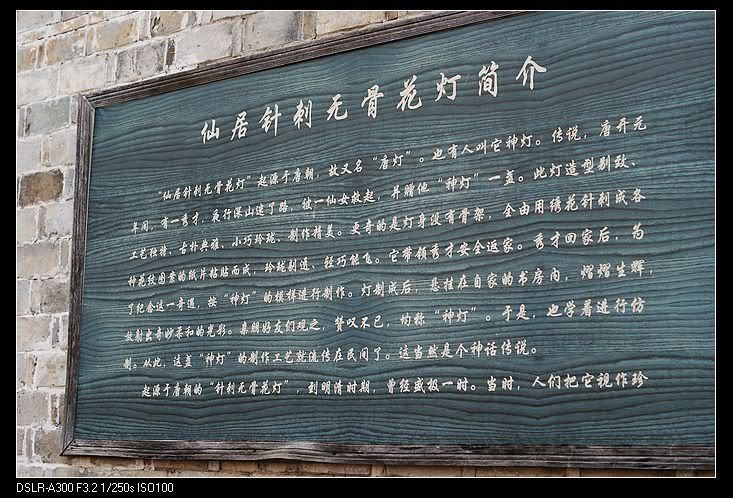 仙居针刺无骨花灯简介
“仙居针刺无骨花灯”起源于唐朝，故又名“唐灯”。也有人叫它神灯。传说，唐开元
年间，有一秀才，夜行深山迷了路，被一仙女救起，并赠他“神灯”一盏。此灯造型别致、
工艺独特、古朴典雅、小巧玲珑、制作精美。更奇的是灯身没有骨架，全由用绣花针刺成各
种花纹图案的纸片粘贴而成，玲珑剔透、轻巧能飞。它带领秀才安全返家。秀才回家后，为
了纪念这一奇遇，按“神灯”的模样进行制作。灯制成后，悬挂在自家的书房内，熠熠生辉，
放射出奇妙柔和的光彩。亲朋好友们观之，赞叹不已，均称“神灯”。于是，也学着进行仿
制。从此，这盏“神灯”的制作工艺就流传在民间了。这当然是个神话传说。
起源于唐朝的“针刺无骨花灯”，到明清时期，曾经盛极一时。当时，人们把它视作珍
DSLR-A300 F3.2 1/250s ISO100